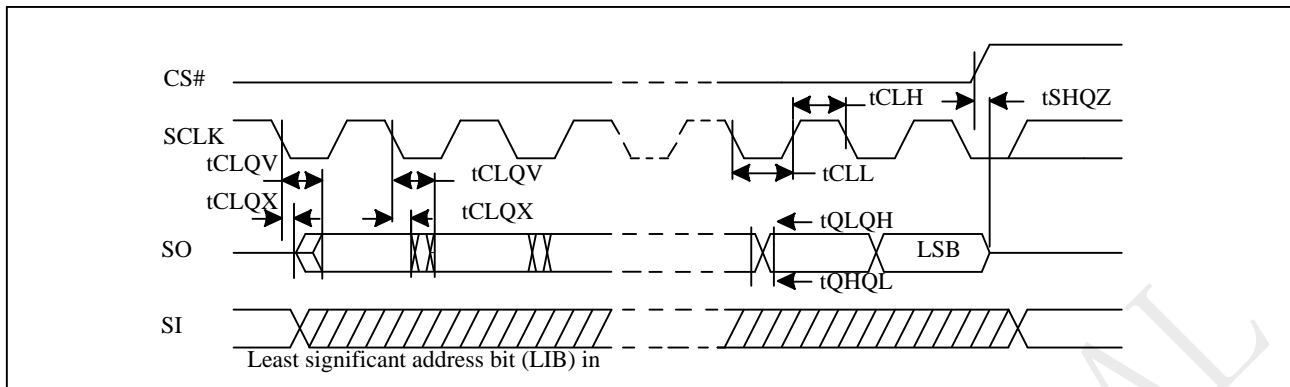 CS#
tCLH
tSHQZ
SCLK
tCLQV
tCLQV
tCLL
tCLQX
tCLQX
tQLQH
SO
LSB
tQHQL
SI
Least significant address bit (LIB) in